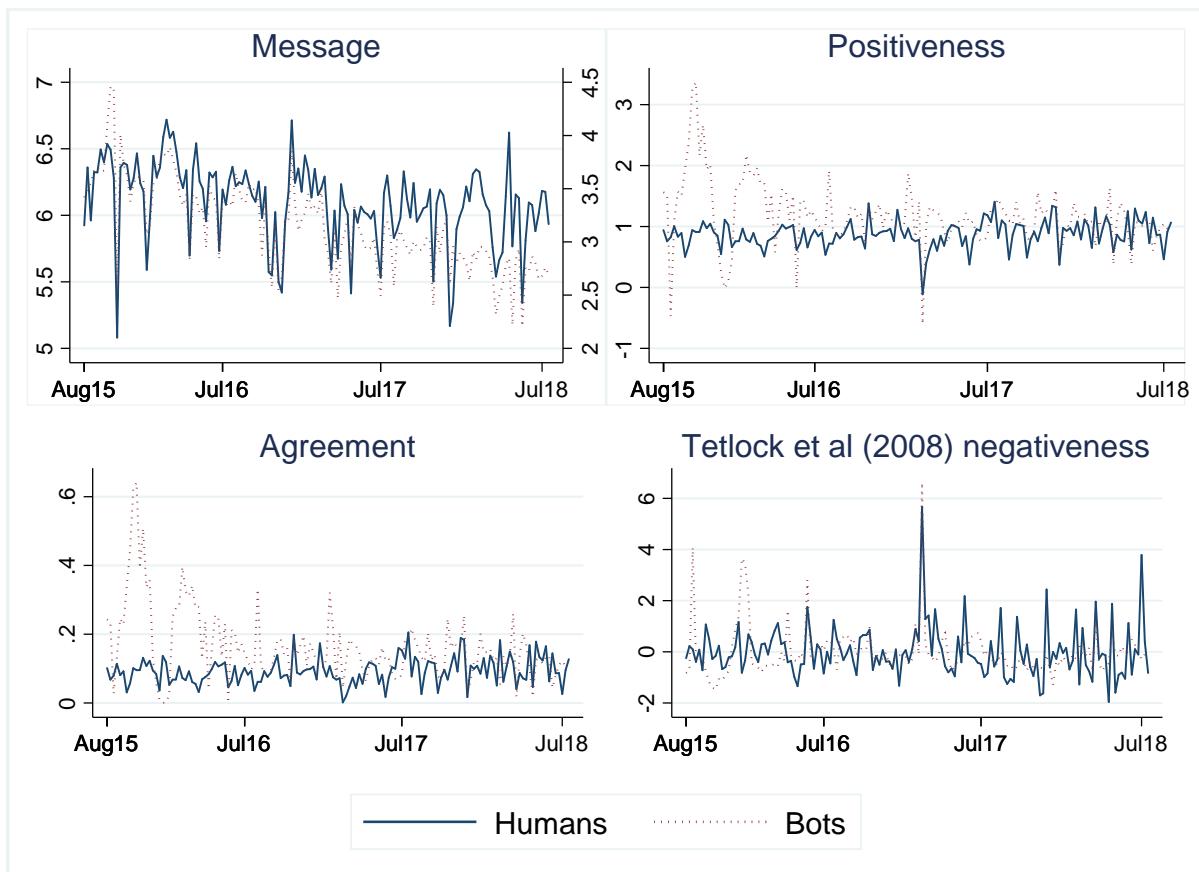 Message
7
6.5
6
5.5
5
4.5
4
3.5
3
2.5
2
Aug15 Jul16 Jul17 Jul18
Positiveness
3
2
1
0
-1
Aug15 Jul16 Jul17 Jul18
Agreement
.6
.4
.2
0
Aug15 Jul16 Jul17 Jul18
Tetlock et al (2008) negativeness
6
4
2
0
-2
Aug15 Jul16 Jul17 Jul18
Humans Bots